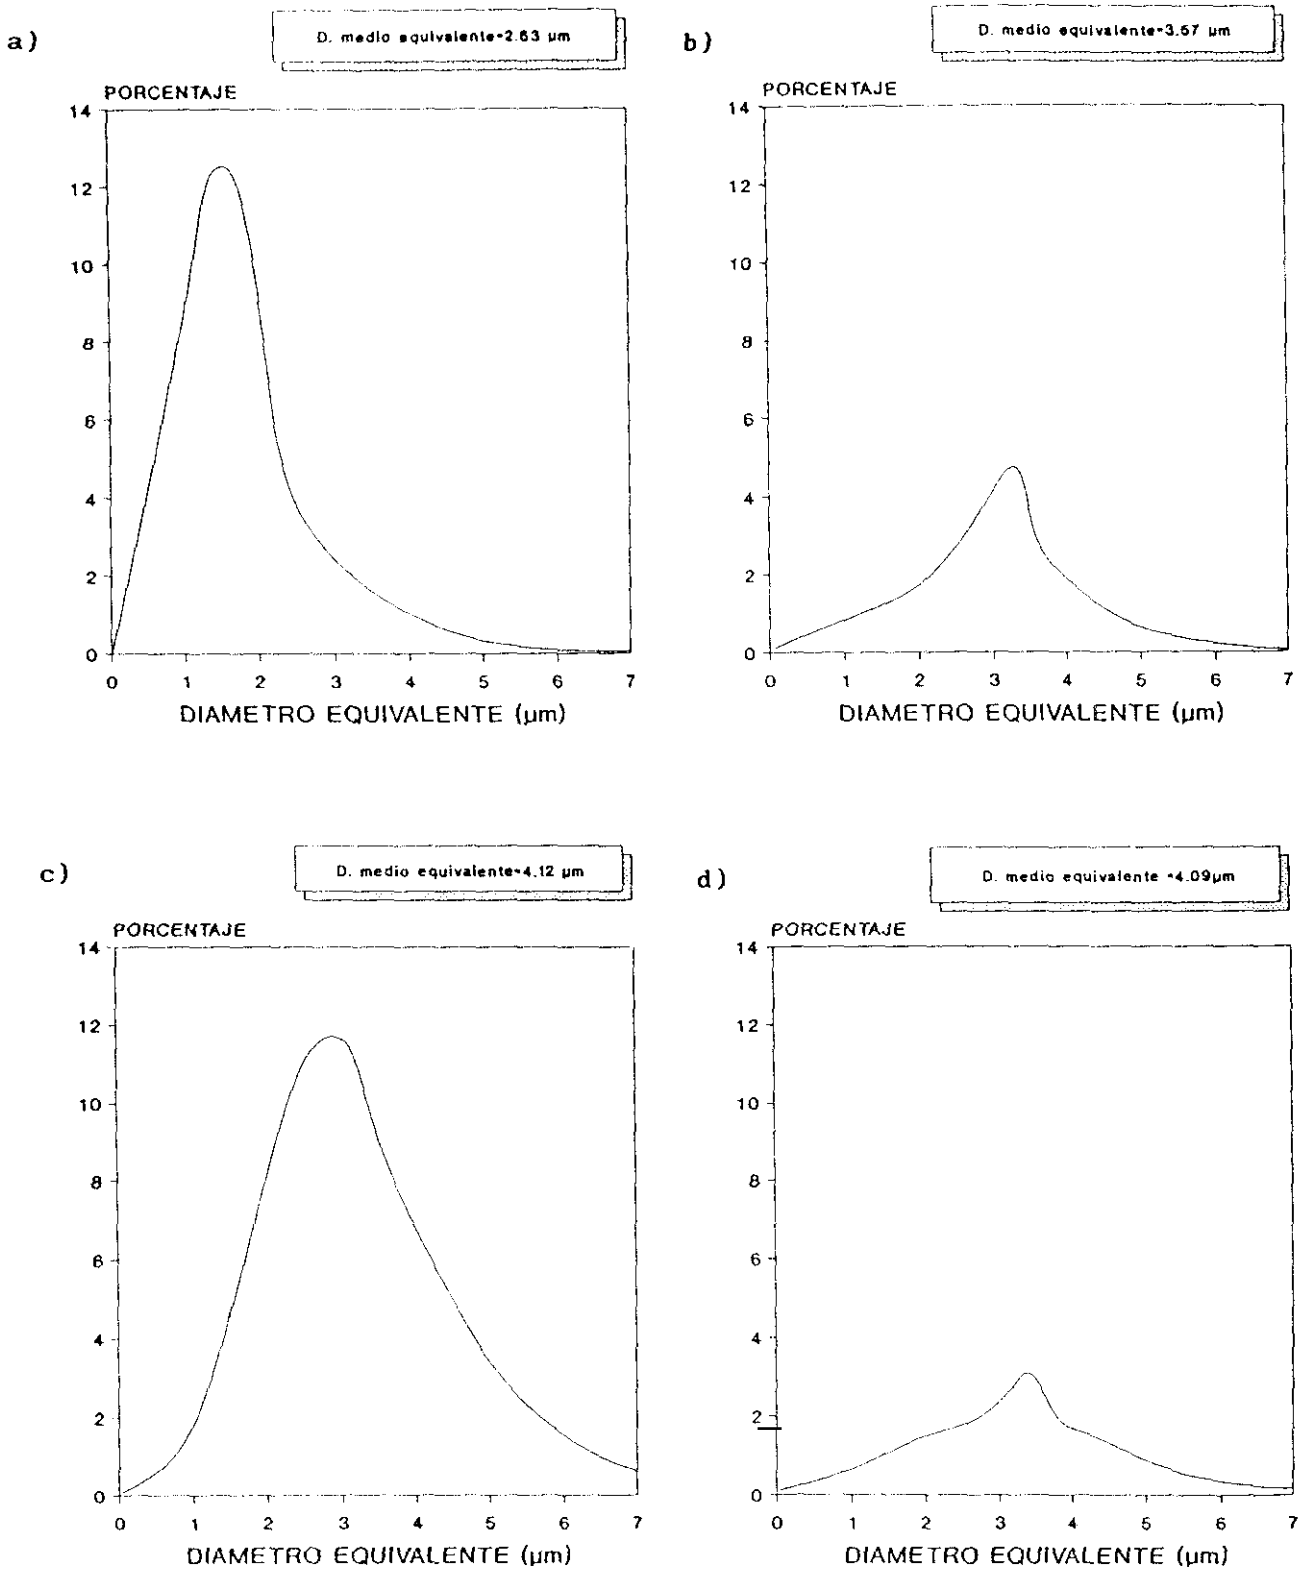 a)
D. medio equivalente=2.63 µm
PORCENTAJE
14
12
10
8
6
4
2
0
0 1 2 3 4 5 6 7
DIAMETRO EQUIVALENTE (µm)
b)
D. medio equivalente=3.57 µm
PORCENTAJE
14
12
10
8
6
4
2
0
0 1 2 3 4 5 6 7
DIAMETRO EQUIVALENTE (µm)
c)
D. medio equivalente=4.12 µm
PORCENTAJE
14
12
10
8
6
4
2
0
0 1 2 3 4 5 6 7
DIAMETRO EQUIVALENTE (µm)
d)
D. medio equivalente =4.09µm
PORCENTAJE
14
12
10
8
6
4
2
0
0 1 2 3 4 5 6 7
DIAMETRO EQUIVALENTE (µm)